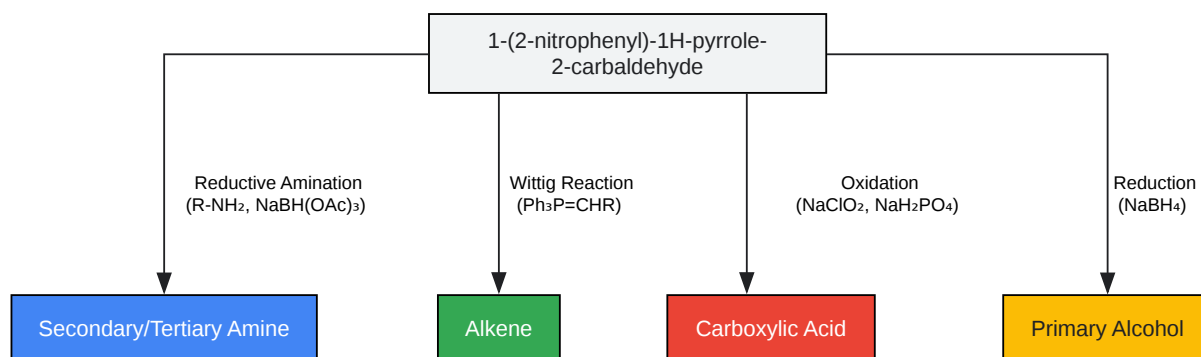 1-(2-nitrophenyl)-1H-pyrrole-
2-carbaldehyde
Reductive Amination
(R-NH₂, NaBH(OAc)₃)
Wittig Reaction
(Ph₃P=CHR)
Oxidation
(NaClO₂, NaH₂PO₄)
Reduction
(NaBH₄)
Secondary/Tertiary Amine
Alkene
Carboxylic Acid
Primary Alcohol